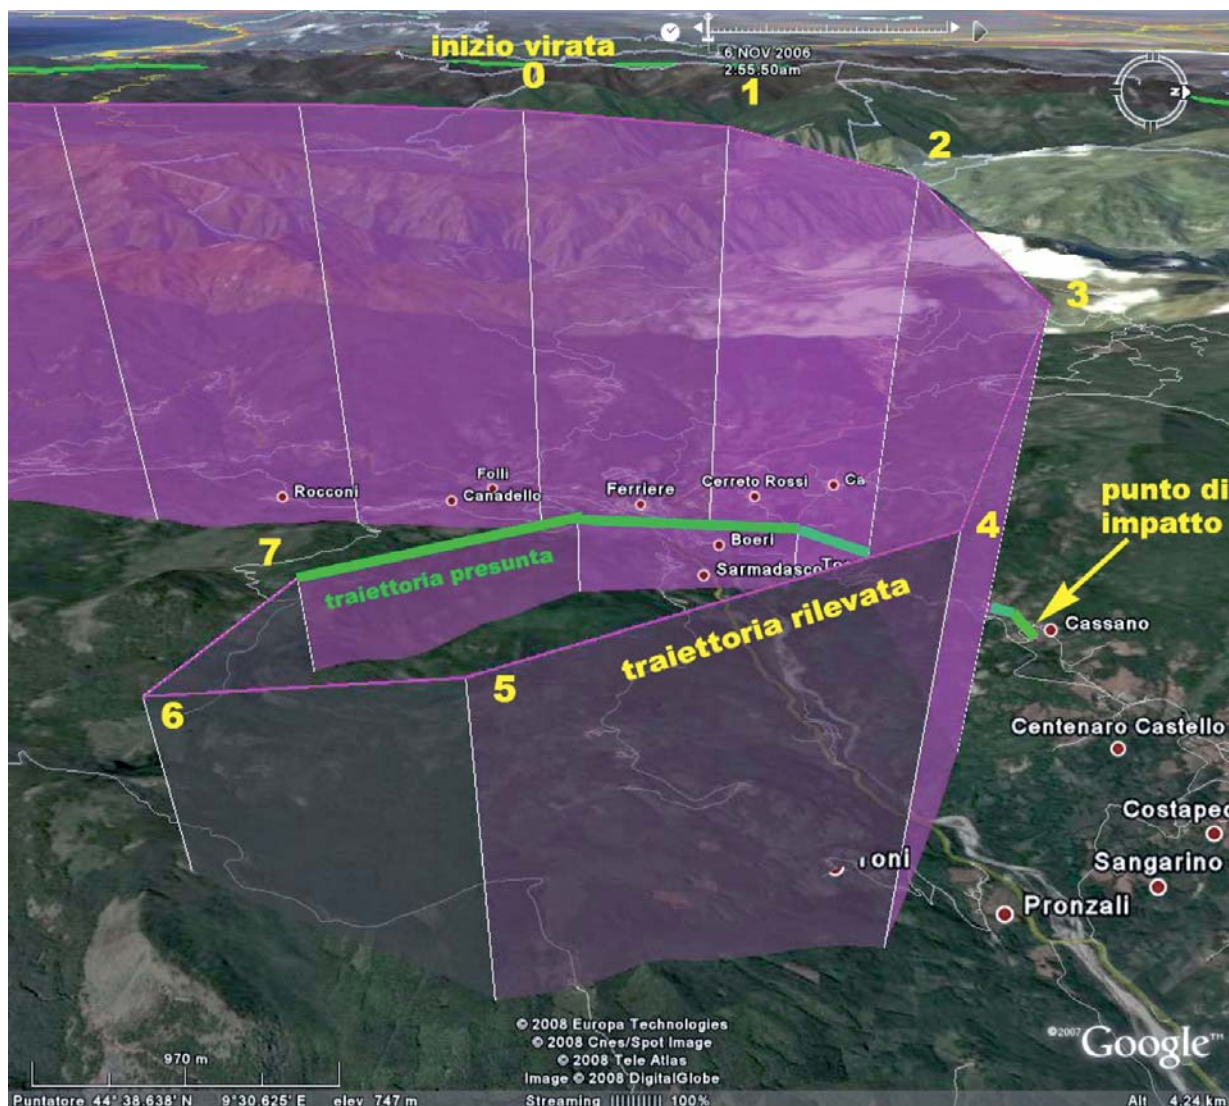 inizio virata
0
6 NOV 2006
2:55.50am
1
N
2
3
Folli
Rocconi
Canadello
Ferriere
Cerreto Rossi
Ca
punto di
impatto
4
7
Boeri
traiettoria presunta
Sarmadasco
traiettoria rilevata
Cassano
5
6
Centenaro Castello
Costaped
Sangarino
Pronzali
© 2008 Europa Technologies
© 2008 Cnes/Spot Image
© 2008 Tele Atlas
Image © 2008 DigitalGlobe
©2007 Google™
970 m
Puntatore 44° 38.638' N 9°30.625' E elev 747 m Streaming |||||||||| 100% Alt 4.24 km